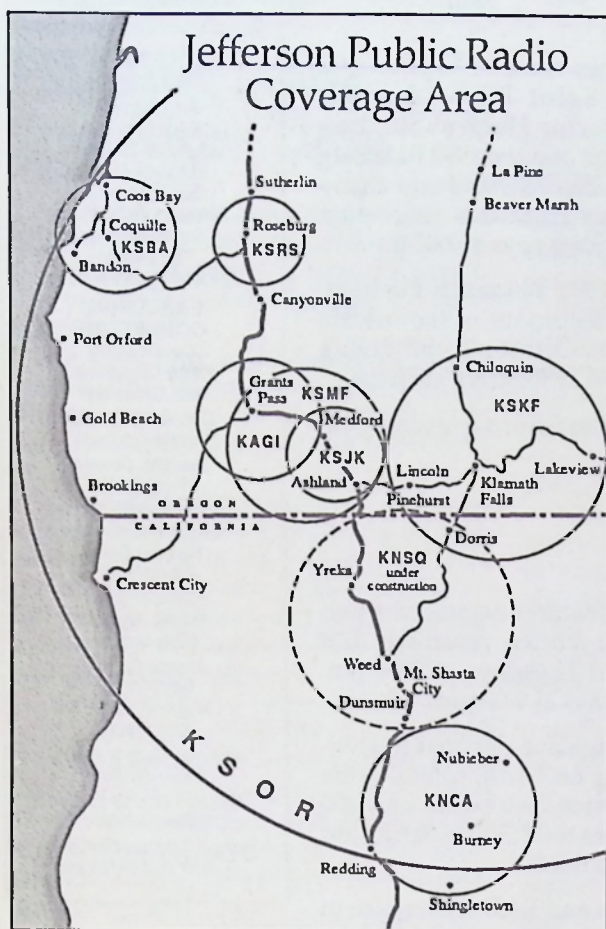 Jefferson Public Radio
Coverage Area
La Pine
Sutherlin
Beaver Marsh
Coos Bay
Coquille
KSBA
Roseburg
KSRS
Bandon
Canyonville
Port Orford
Chiloquin
Grants
Pass
KSMF
KSKF
Gold Beach
Medford
KAGI
KSJK
Lincoln
Lakeview
Ashland
Pinehurst
Klamath
Falls
Brookings
OREGON
CALIFORNIA
Dorris
KNSQ
under
construction
Yreka
Crescent City
Weed
Mt. Shasta
City
Dunsmuir
KSOR
Nubieber
KNCA
Burney
Redding
Shingletown